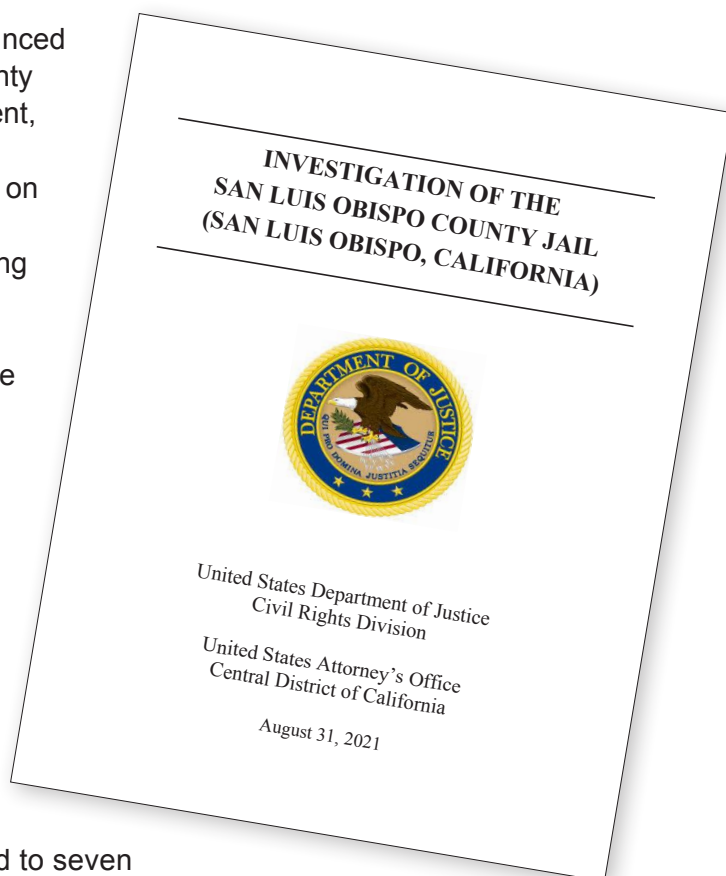 nced
nty
ent,
on
ng
e
INVESTIGATION OF THE
SAN LUIS OBISPO COUNTY JAIL
(SAN LUIS OBISPO, CALIFORNIA)
DEPARTMENT OF JUSTICE
QUI PRO DOMINA JUSTITIA SEQUITUR
United States Department of Justice
Civil Rights Division
United States Attorney’s Office
Central District of California
August 31, 2021
d to seven